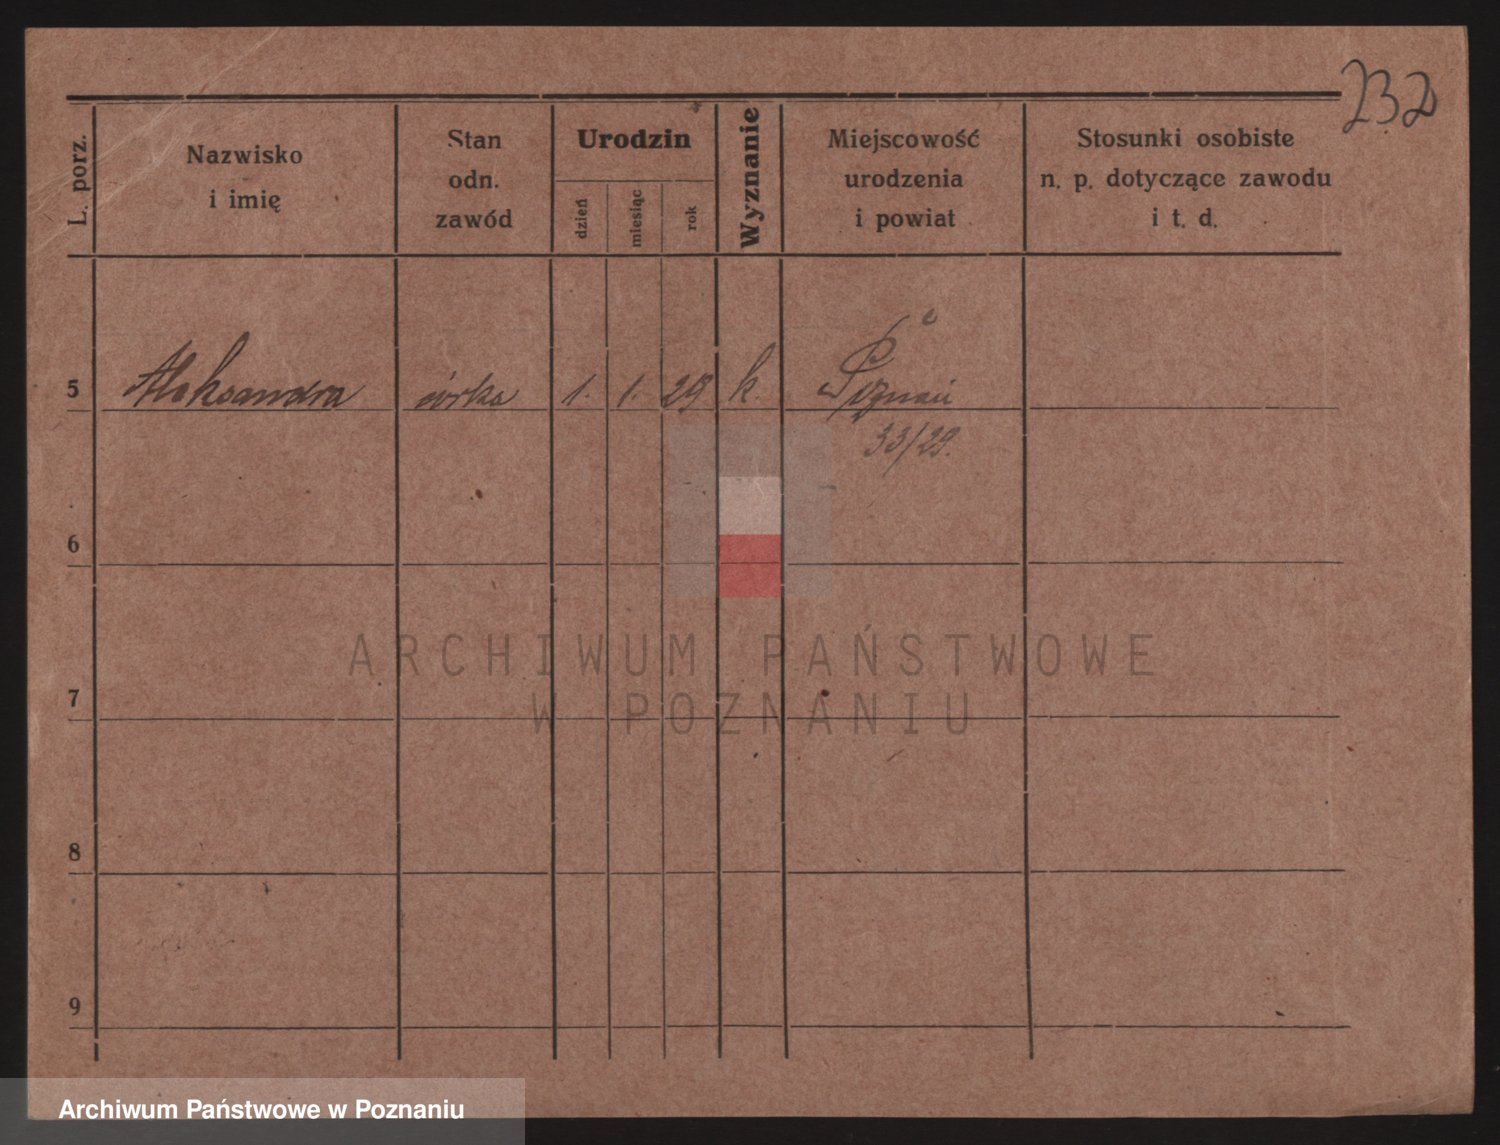 232
L. porz.
Nazwisko
i imię
Stan
odn.
zawód
Urodzin
dzień
miesiąc
rok
Wyznanie
Miejscowość
urodzenia
i powiat
Stosunki osobiste
n. p. dotyczące zawodu
i t. d.
5 Aleksandra córka 1. 1. 29 k. Poznań
33/29.
6
7
8
9
ARCHIWUM PAŃSTWOWE
W POZNANIU
Archiwum Państwowe w Poznaniu